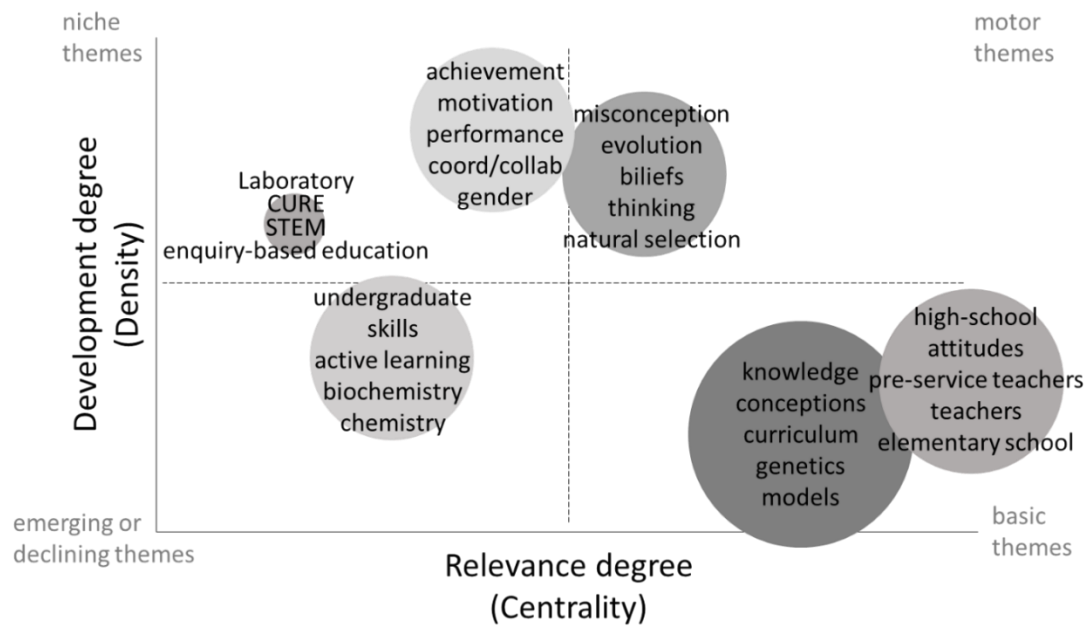 niche
themes
motor
themes
achievement
motivation
performance
coord/collab
gender
misconception
evolution
biliefs
thinking
natural selection
Laboratory
CURE
STEM
enquiry-based education
Development degree
(Density)
undergraduate
skills
active learning
biochemistry
chemistry
high-school
attitudes
pre-service teachers
teachers
elementary school
knowledge
conceptions
curriculum
genetics
models
emerging or
declining themes
basic
themes
Relevance degree
(Centrality)